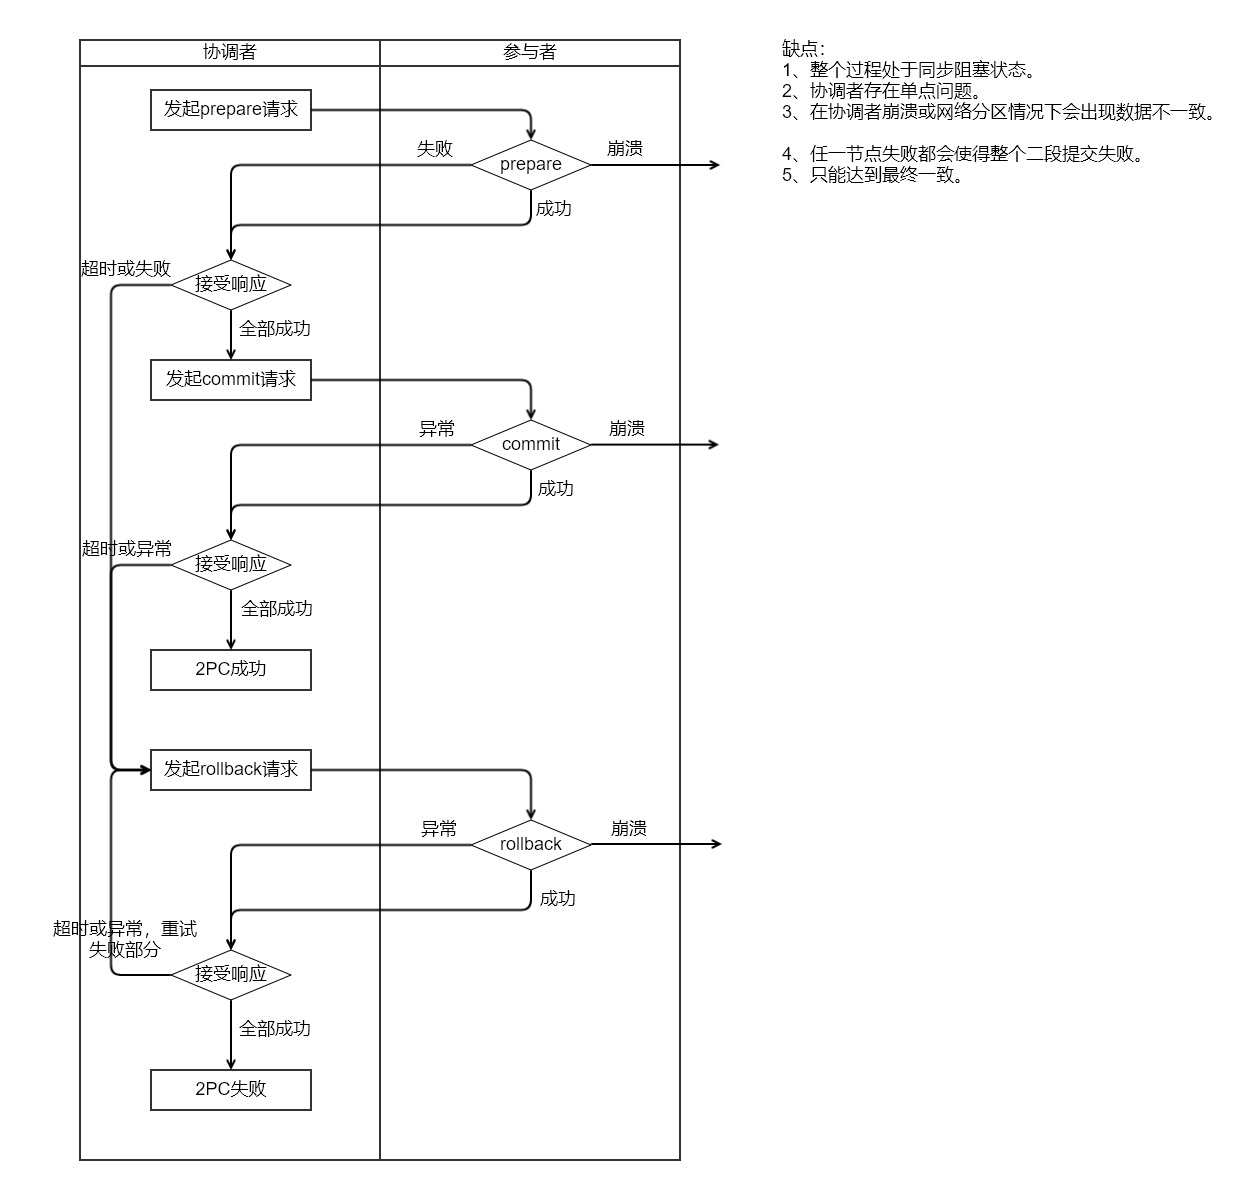 协调者
参与者
缺点：
1、整个过程处于同步阻塞状态。
2、协调者存在单点问题。
3、在协调者崩溃或网络分区情况下会出现数据不一致。
4、任一节点失败都会使得整个二段提交失败。
5、只能达到最终一致。
发起prepare请求
失败
prepare
崩溃
成功
超时或失败
接受响应
全部成功
发起commit请求
异常
commit
崩溃
成功
超时或异常
接受响应
全部成功
2PC成功
发起rollback请求
异常
rollback
崩溃
成功
超时或异常，重试
失败部分
接受响应
全部成功
2PC失败